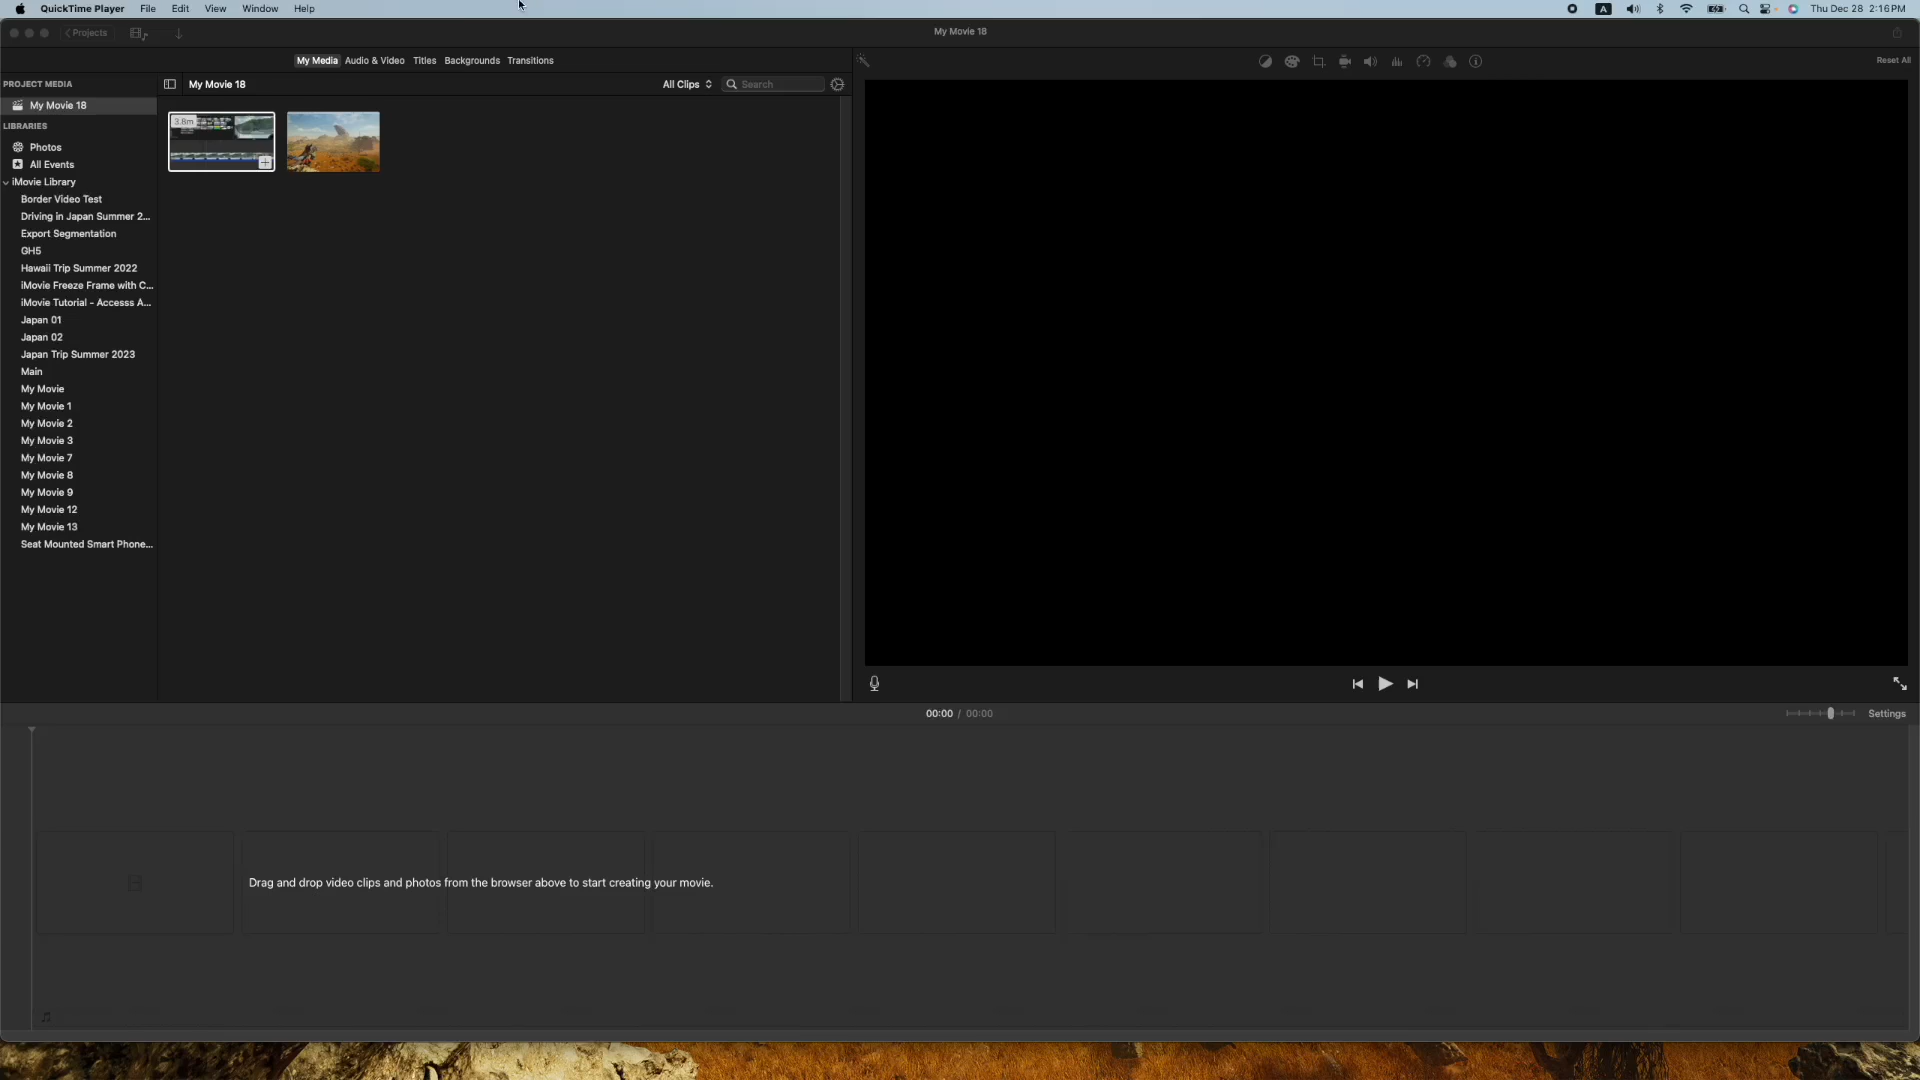 QuickTime Player File Edit View Window Help
A Thu Dec 28 2:16 PM
Projects
My Movie 18
My Media Audio & Video Titles Backgrounds Transitions
Reset All
PROJECT MEDIA
My Movie 18
All Clips
Search
My Movie 18
LIBRARIES
Photos
All Events
iMovie Library
Border Video Test
Driving in Japan Summer 2...
Export Segmentation
GH5
Hawaii Trip Summer 2022
iMovie Freeze Frame with C...
iMovie Tutorial - Accesss A...
Japan 01
Japan 02
Japan Trip Summer 2023
Main
My Movie
My Movie 1
My Movie 2
My Movie 3
My Movie 7
My Movie 8
My Movie 9
My Movie 12
My Movie 13
Seat Mounted Smart Phone...
3.8m
00:00 / 00:00
Settings
Drag and drop video clips and photos from the browser above to start creating your movie.